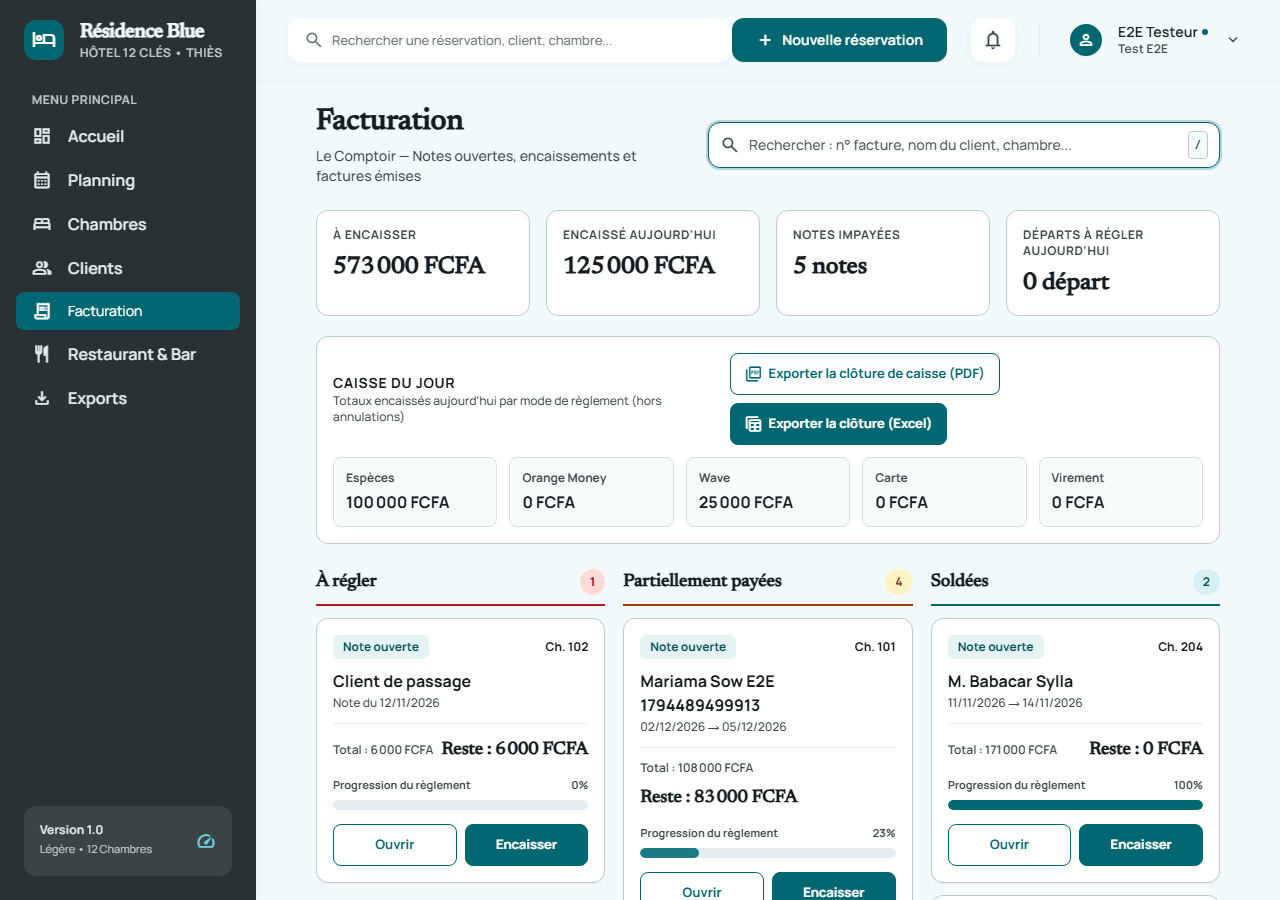 Résidence Blue
HÔTEL 12 CLÉS • THIÈS
MENU PRINCIPAL
Accueil
Planning
Chambres
Clients
Facturation
Restaurant & Bar
Exports
Version 1.0
Légère • 12 Chambres
Rechercher une réservation, client, chambre...
Nouvelle réservation
E2E Testeur
Test E2E
Facturation
Le Comptoir — Notes ouvertes, encaissements et
factures émises
Rechercher : n° facture, nom du client, chambre...
/
À ENCAISSER
573 000 FCFA
ENCAISSÉ AUJOURD'HUI
125 000 FCFA
NOTES IMPAYÉES
5 notes
DÉPARTS À RÉGLER
AUJOURD'HUI
0 départ
CAISSE DU JOUR
Totaux encaissés aujourd'hui par mode de règlement (hors
annulations)
PDF
Exporter la clôture de caisse (PDF)
Exporter la clôture (Excel)
Espèces
100 000 FCFA
Orange Money
0 FCFA
Wave
25 000 FCFA
Carte
0 FCFA
Virement
0 FCFA
À régler
1
Note ouverte
Ch. 102
Client de passage
Note du 12/11/2026
Total : 6 000 FCFA
Reste : 6 000 FCFA
Progression du règlement
0%
Ouvrir
Encaisser
Partiellement payées
4
Note ouverte
Ch. 101
Mariama Sow E2E
1794489499913
02/12/2026 → 05/12/2026
Total : 108 000 FCFA
Reste : 83 000 FCFA
Progression du règlement
23%
Ouvrir
Encaisser
Soldées
2
Note ouverte
Ch. 204
M. Babacar Sylla
11/11/2026 → 14/11/2026
Total : 171 000 FCFA
Reste : 0 FCFA
Progression du règlement
100%
Ouvrir
Encaisser